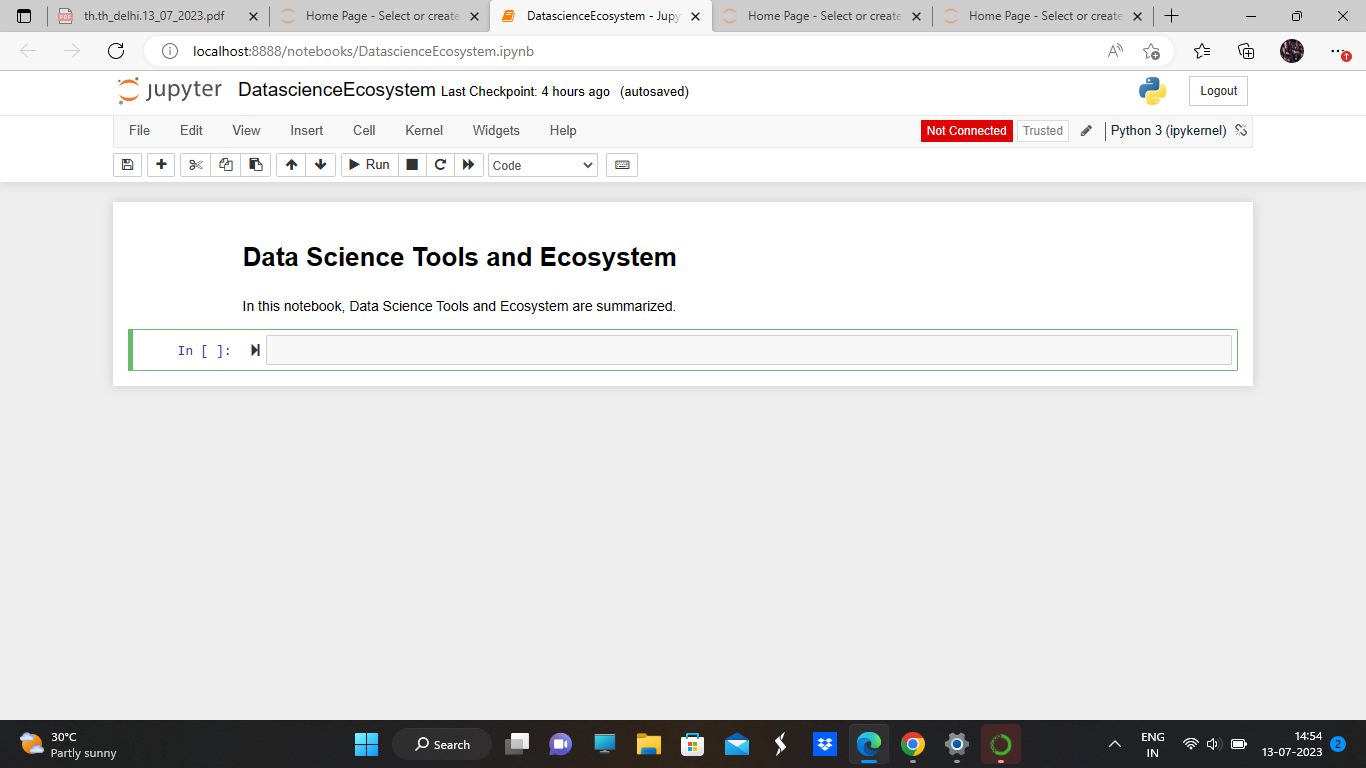 th.th_delhi.13_07_2023.pdf
Home Page - Select or create
DatascienceEcosystem - Jupy
Home Page - Select or create
Home Page - Select or create
localhost:8888/notebooks/DatascienceEcosystem.ipynb
jupyter DatascienceEcosystem Last Checkpoint: 4 hours ago (autosaved)
Logout
File Edit View Insert Cell Kernel Widgets Help
Not Connected Trusted Python 3 (ipykernel)
Run Code
Data Science Tools and Ecosystem
In this notebook, Data Science Tools and Ecosystem are summarized.
In [ ]:
30°C
Partly sunny
Search
ENG
IN
14:54
13-07-2023
2